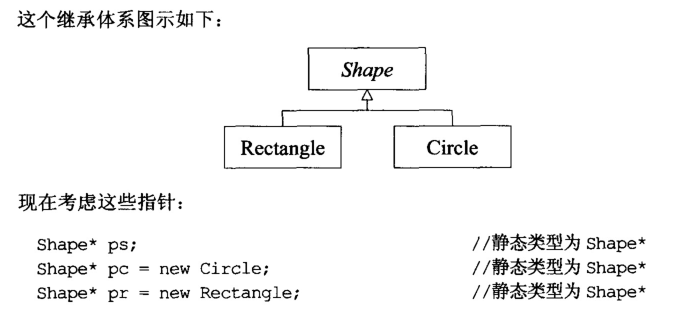 这个继承体系图示如下：
Shape
Rectangle Circle
现在考虑这些指针：
Shape* ps; //静态类型为 Shape*
Shape* pc = new Circle; //静态类型为 Shape*
Shape* pr = new Rectangle; //静态类型为 Shape*